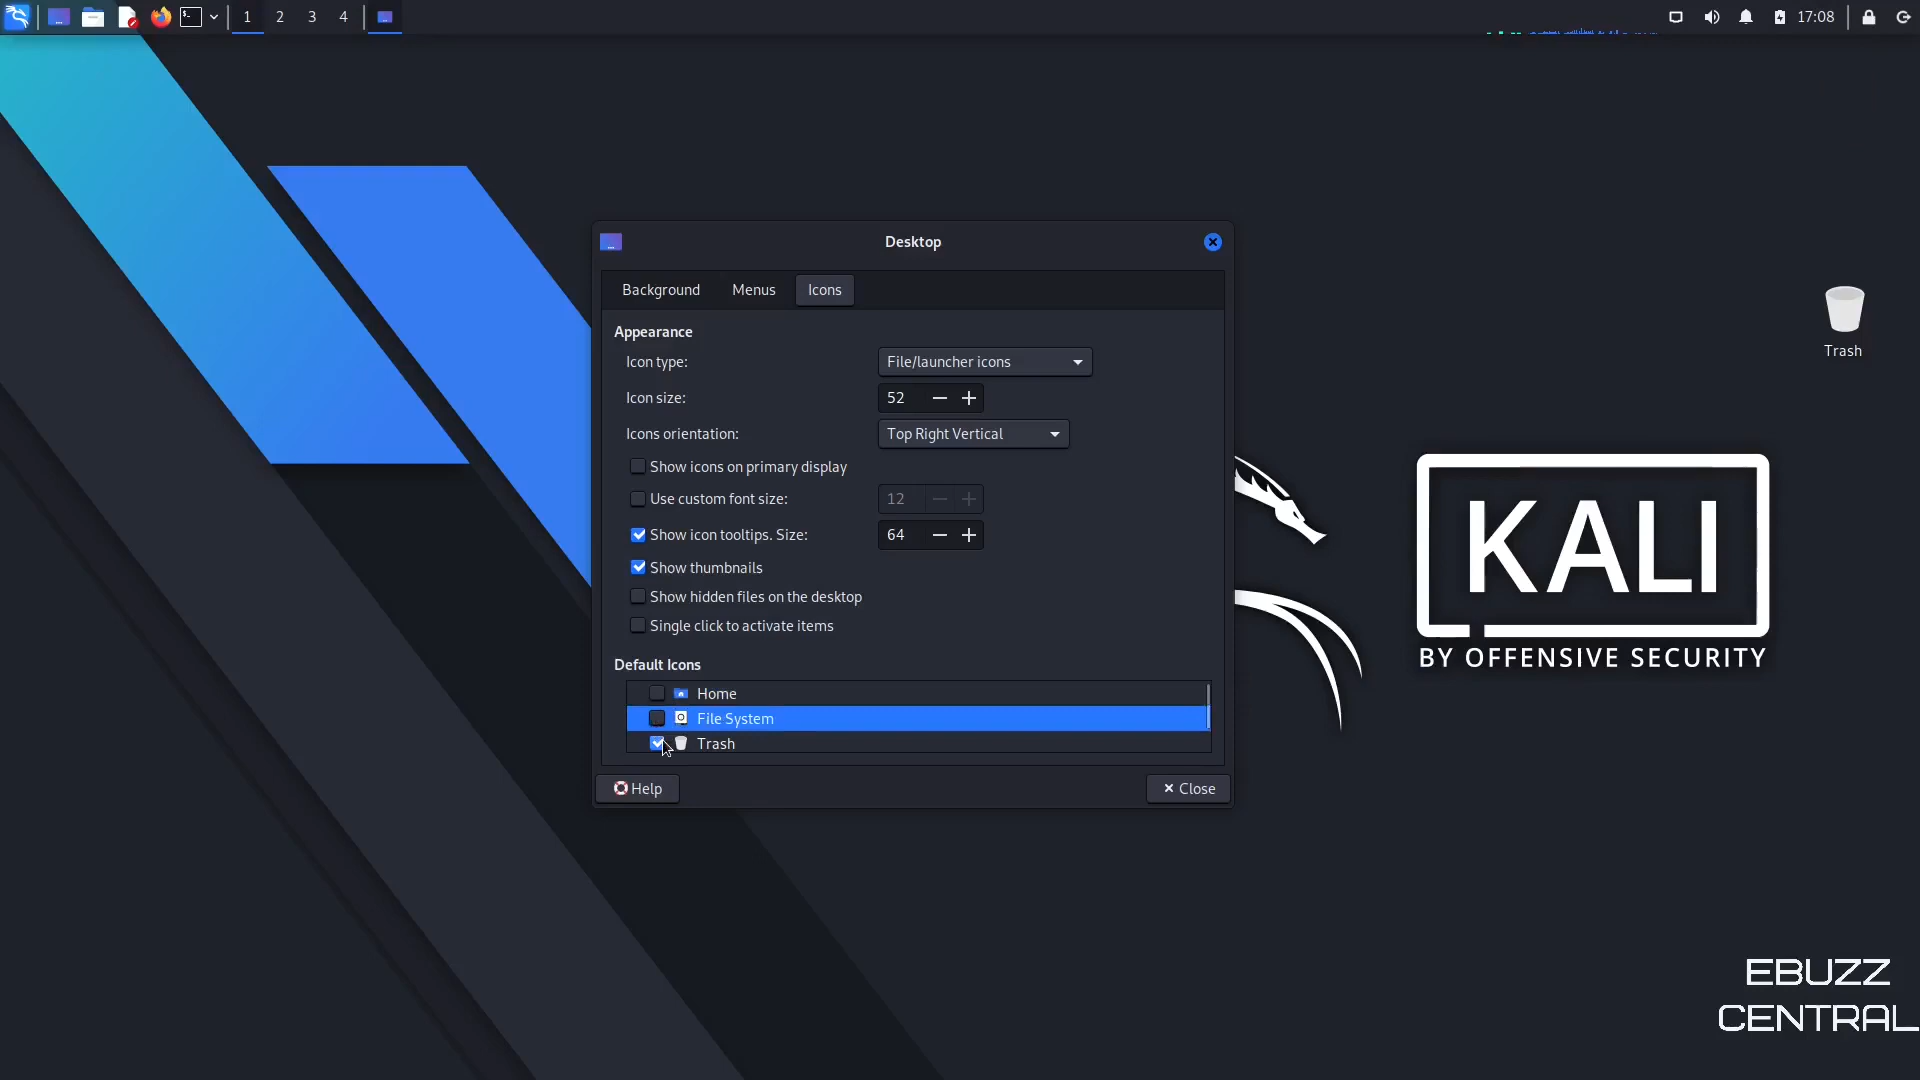 1 2 3 4
17:08
Desktop
Background Menus Icons
Trash
Appearance
Icon type: File/launcher icons
Icon size: 52
Icons orientation: Top Right Vertical
Show icons on primary display
Use custom font size: 12
Show icon tooltips. Size: 64
Show thumbnails
Show hidden files on the desktop
Single click to activate items
Default Icons
Home
File System
Trash
Help
Close
KALI
BY OFFENSIVE SECURITY
EBUZZ
CENTRAL